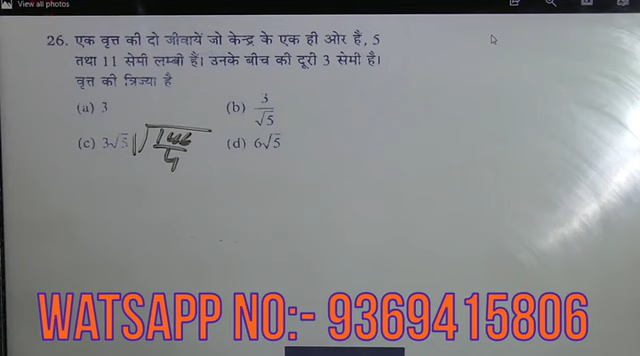 View all photos
26. एक वृत्त की दो जीवायें जो केन्द्र के एक ही ओर हैं, 5
तथा 11 सेमी लम्बी हैं। उनके बीच की दूरी 3 सेमी है।
वृत्त की त्रिज्या है
(a) 3 (b) 3/√5
(c) 3√5 (d) 6√5
WATSAPP NO:- 9369415806